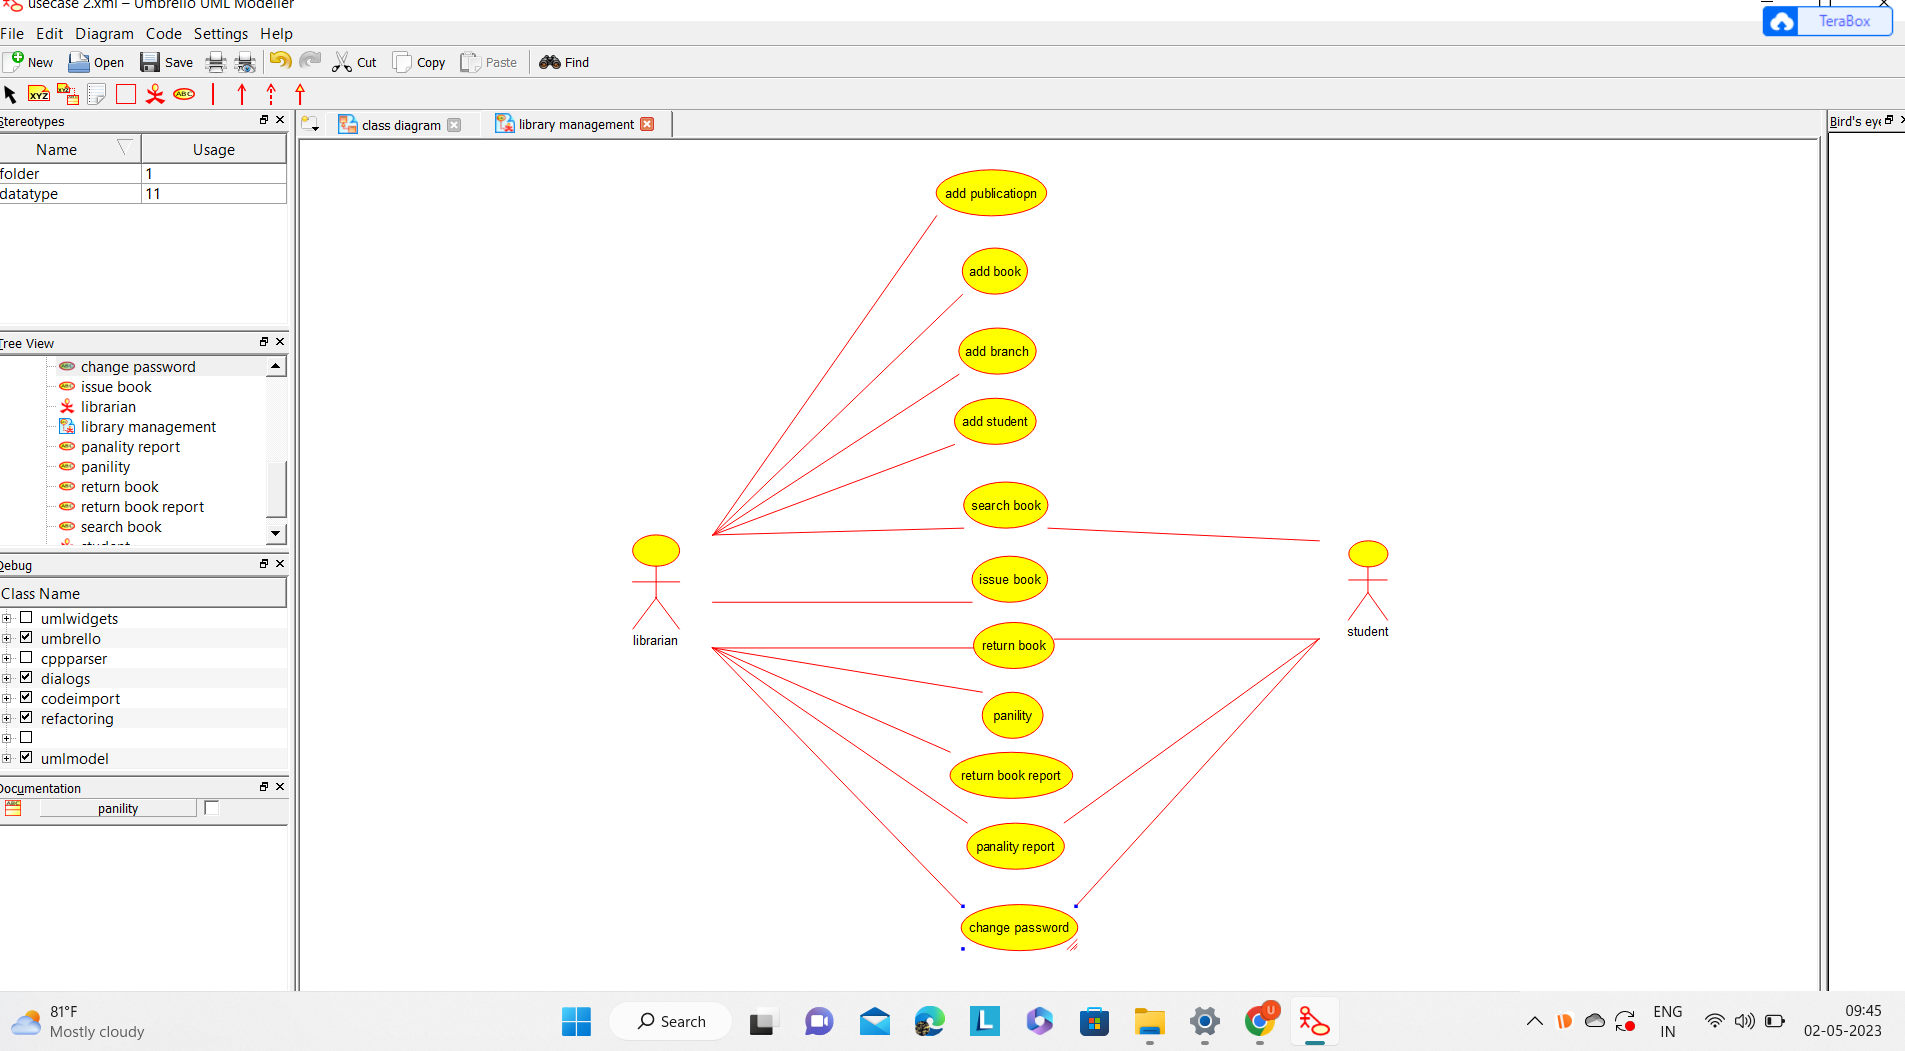 usecase 2.xmi – Umbrello UML Modeller
TeraBox
File Edit Diagram Code Settings Help
New Open Save Cut Copy Paste Find
XYZ XYZ ABC
Stereotypes
class diagram library management
Bird's eye
Name Usage
folder 1
datatype 11
Tree View
change password
issue book
librarian
library management
panality report
panility
return book
return book report
search book
student
Debug
Class Name
umlwidgets
umbrello
cppparser
dialogs
codeimport
refactoring
umlmodel
Documentation
panility
add publicatiopn
add book
add branch
add student
search book
issue book
return book
panility
return book report
panality report
change password
librarian
student
81°F
Mostly cloudy
Search
L
U
ENG
IN
09:45
02-05-2023